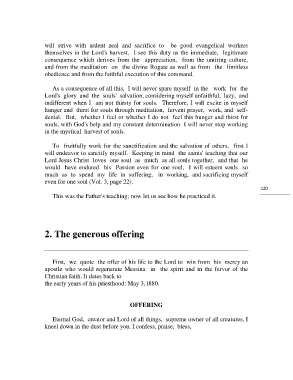 will strive with ardent zeal and sacrifice to be good evangelical workers
themselves in the Lord's harvest. I see this duty as the immediate, legitimate
consequence which derives from the appreciation, from the untiring culture,
and from the meditation on the divine Rogate as well as from the limitless
obedience and from the faithful execution of this command.
As a consequence of all this, I will never spare myself in the work for the
Lord's glory and the souls' salvation, considering myself unfaithful, lazy, and
indifferent when I am not thirsty for souls. Therefore, I will excite in myself
hunger and thirst for souls through meditation, fervent prayer, work, and self-
denial. But, whether I feel or whether I do not feel this hunger and thirst for
souls, with God's help and my constant determination I will never stop working
in the mystical harvest of souls.
To fruitfully work for the sanctification and the salvation of others, first I
will endeavor to sanctify myself. Keeping in mind the saints' teaching that our
Lord Jesus Christ loves one soul as much as all souls together, and that he
would have endured his Passion even for one soul, I will esteem souls so
much as to spend my life in suffering, in working, and sacrificing myself
even for one soul (Vol. 3, page 22).
420
This was the Father's teaching; now let us see how he practiced it.
2. The generous offering
First, we quote the offer of his life to the Lord to win from his mercy an
apostle who would regenerate Messina in the spirit and in the fervor of the
Christian faith. It dates back to
the early years of his priesthood: May 3, 1880.
OFFERING
Eternal God, creator and Lord of all things, supreme owner of all creatures, I
kneel down in the dust before you. I confess, praise, bless,